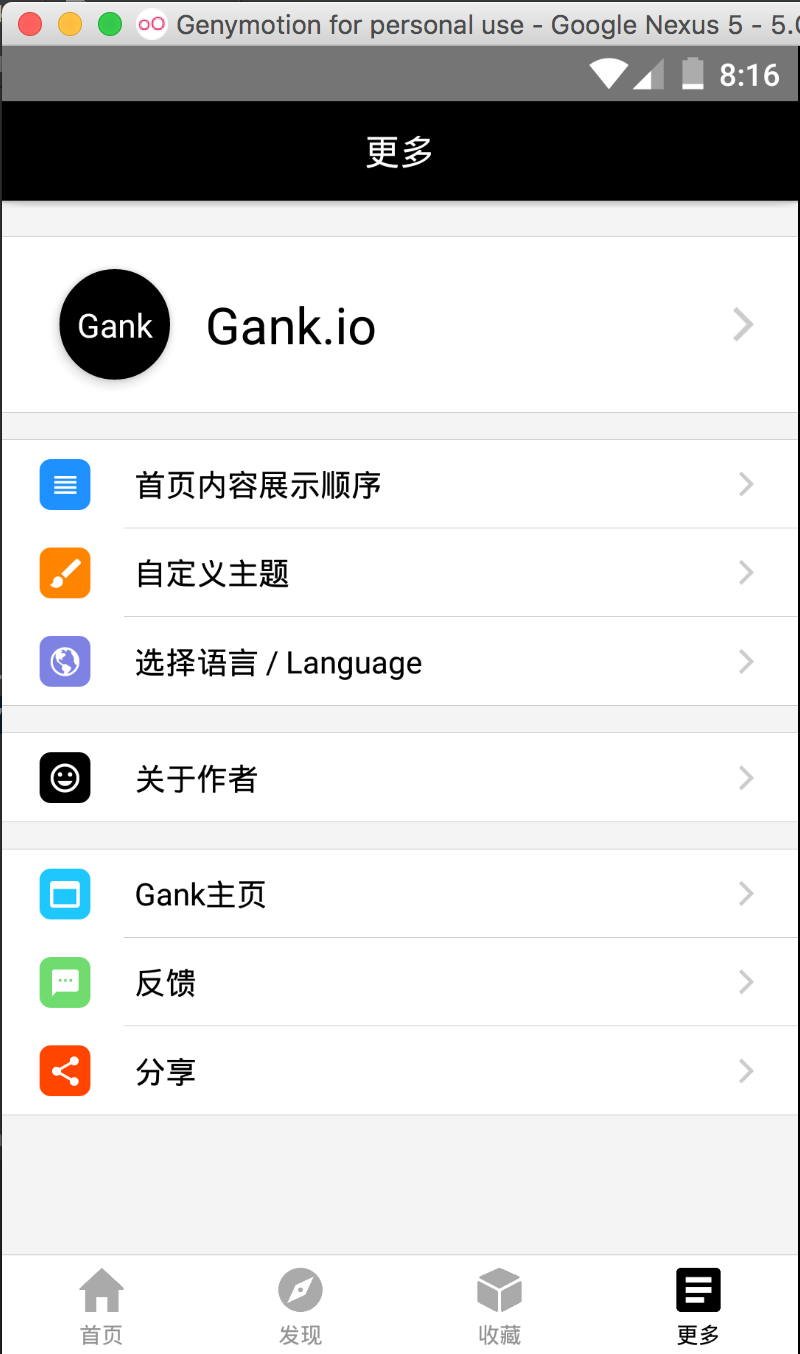 Genymotion for personal use - Google Nexus 5 - 5.0
8:16
更多
Gank
Gank.io
首页内容展示顺序
自定义主题
选择语言 / Language
关于作者
Gank主页
反馈
分享
首页 发现 收藏 更多